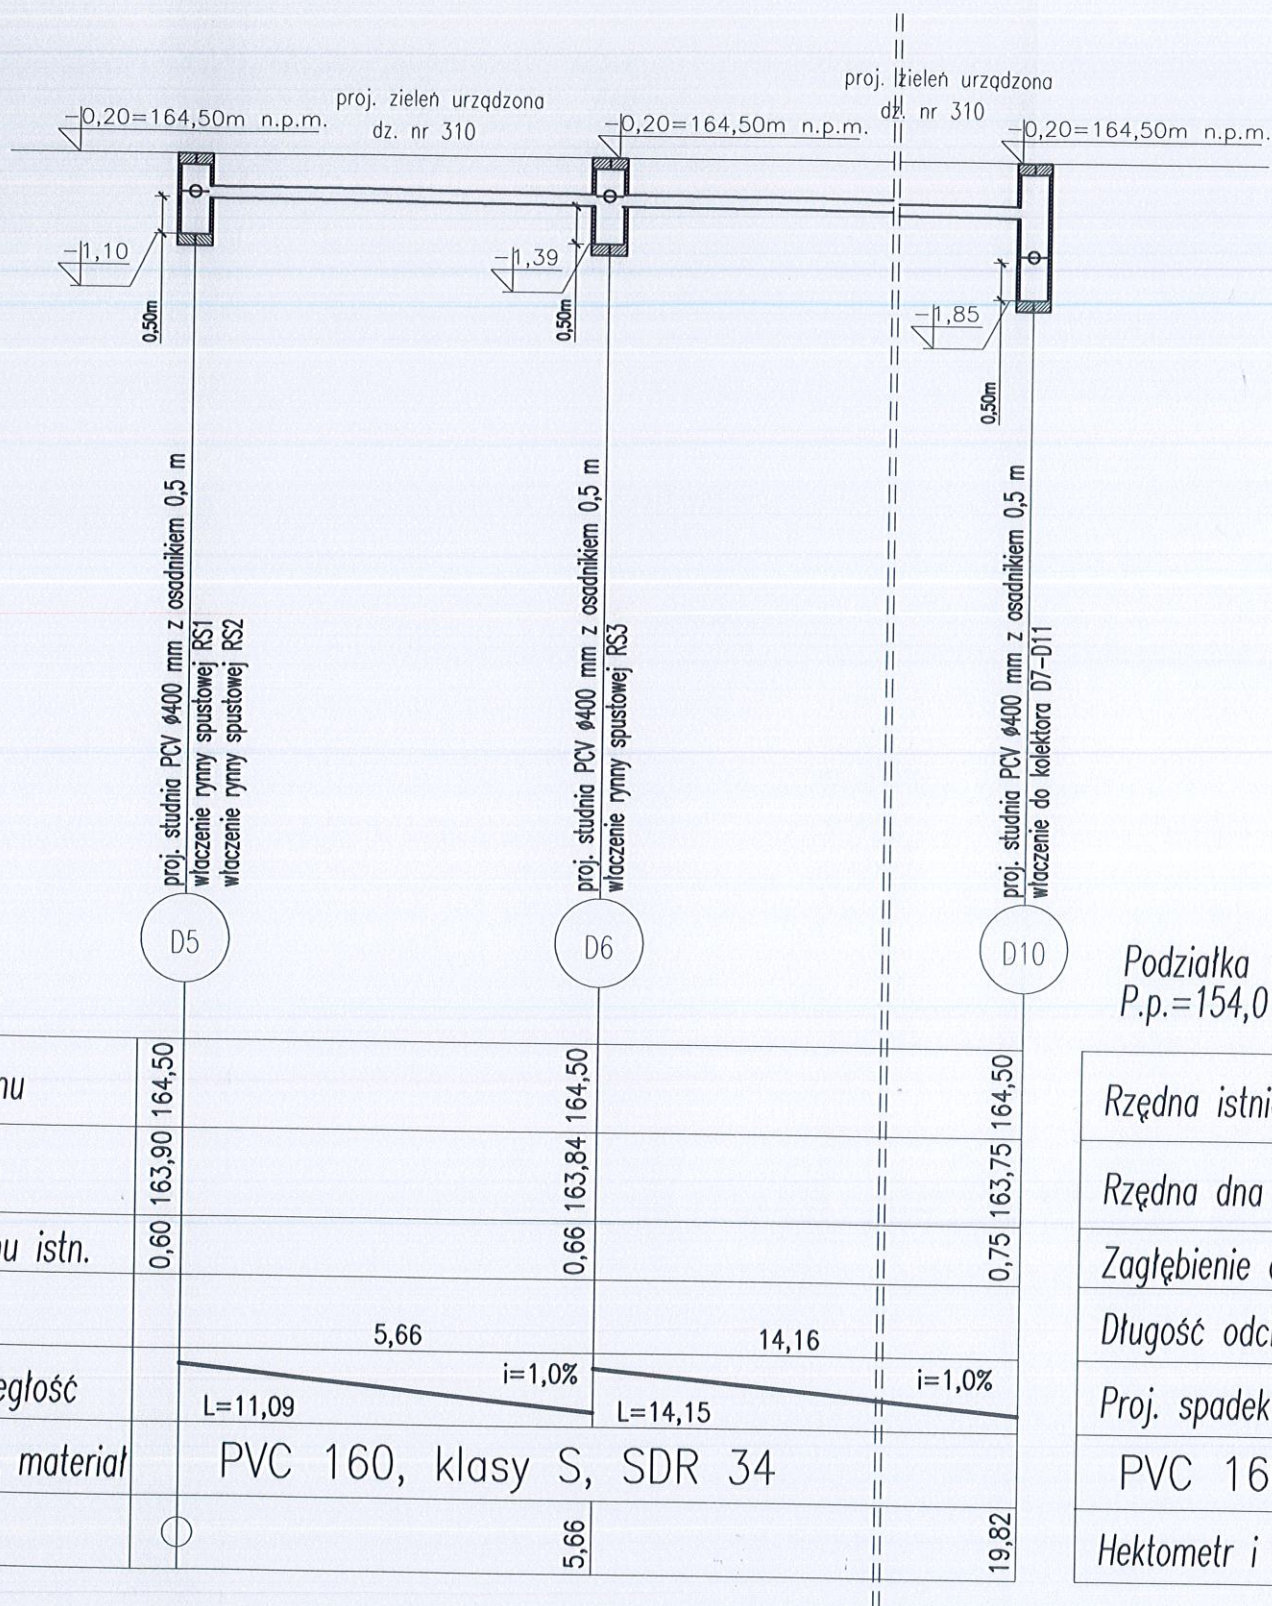 proj. zieleń urządzona
dz. nr 310
proj. zieleń urządzona
dz. nr 310
-0,20=164,50m n.p.m.
-0,20=164,50m n.p.m.
-0,20=164,50m n.p.m.
-1,10
-1,39
-1,85
0,50m
0,50m
0,50m
proj. studnia PCV ø400 mm z osadnikiem 0,5 m
włączenie rynny spustowej RS1
włączenie rynny spustowej RS2
proj. studnia PCV ø400 mm z osadnikiem 0,5 m
włączenie rynny spustowej RS3
proj. studnia PCV ø400 mm z osadnikiem 0,5 m
włączenie do kolektora D7-D11
D5
D6
D10
Podziałka
P.p.=154,0
nu
164,50
164,50
164,50
Rzędna istni
163,90
163,84
163,75
Rzędna dna
u istn.
0,60
0,66
0,75
Zagłębienie
5,66
14,16
Długość odc
egłość
i=1,0%
L=11,09
i=1,0%
L=14,15
Proj. spadek
materiał
PVC 160, klasy S, SDR 34
PVC 16
5,66
19,82
Hektometr i